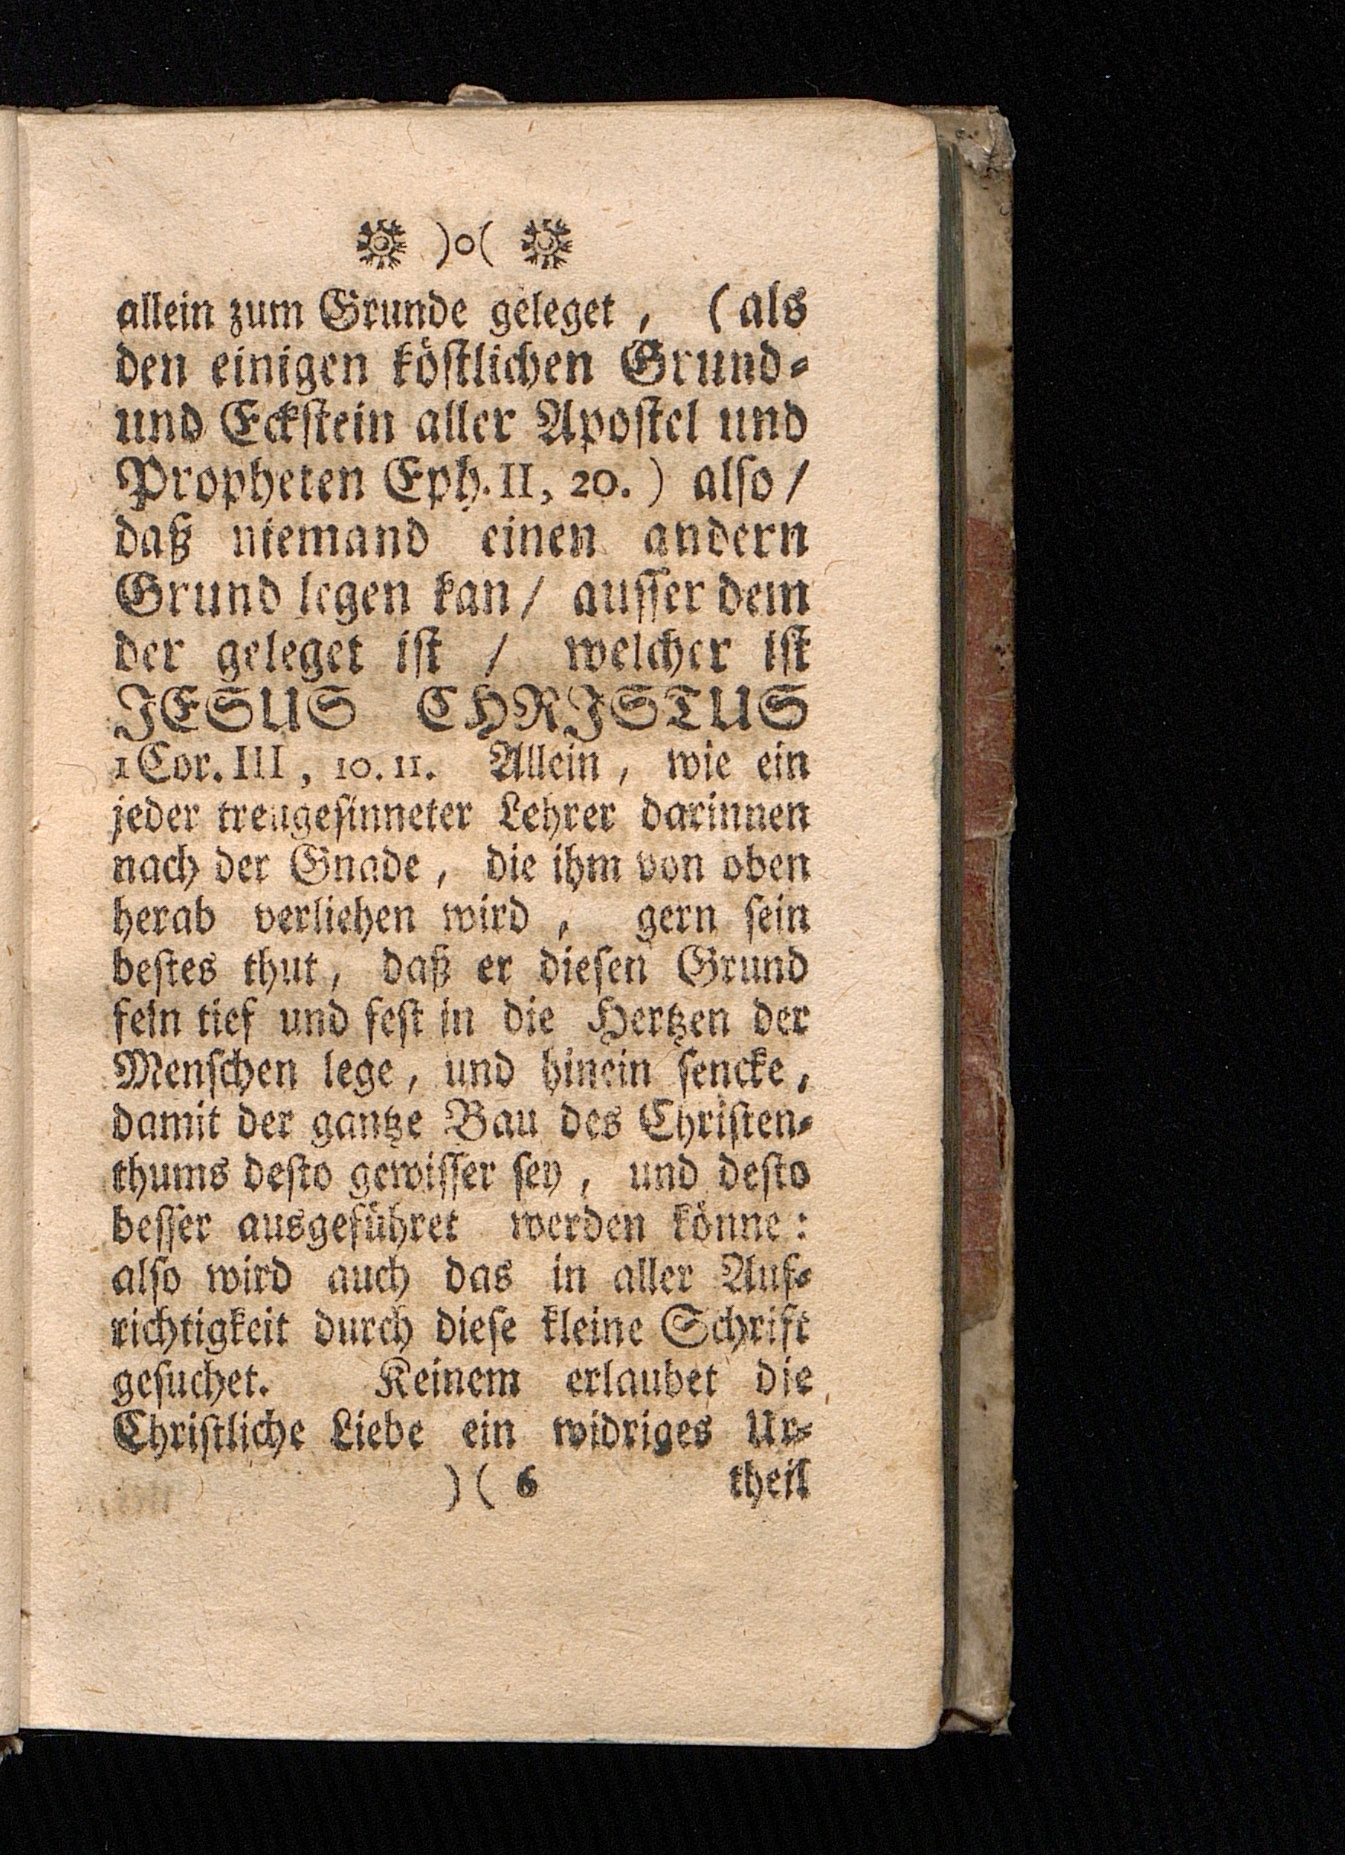 )o(
allein zum Grunde geleget, (als
den einigen köſtlichen Grund⸗
und Eckſtein aller Apoſtel und
Propheten Eph. II, 20.) alſo /
daß niemand einen andern
Grund legen kan / auſſer dem
der geleget iſt / welcher iſt
JESUS CHRJSTUS
1 Cor. III, 10. 11. Allein, wie ein
jeder treugeſinneter Lehrer darinnen
nach der Gnade, die ihm von oben
herab verliehen wird, gern ſein
beſtes thut, daß er dieſen Grund
fein tief und feſt in die Hertzen der
Menſchen lege, und hinein ſencke,
damit der gantze Bau des Chriſten⸗
thums deſto gewiſſer ſey, und deſto
beſſer ausgeführet werden könne:
alſo wird auch das in aller Auf⸗
richtigkeit durch dieſe kleine Schrift
geſuchet. Keinem erlaubet die
Chriſtliche Liebe ein widriges Ur⸗
)( 6 theil